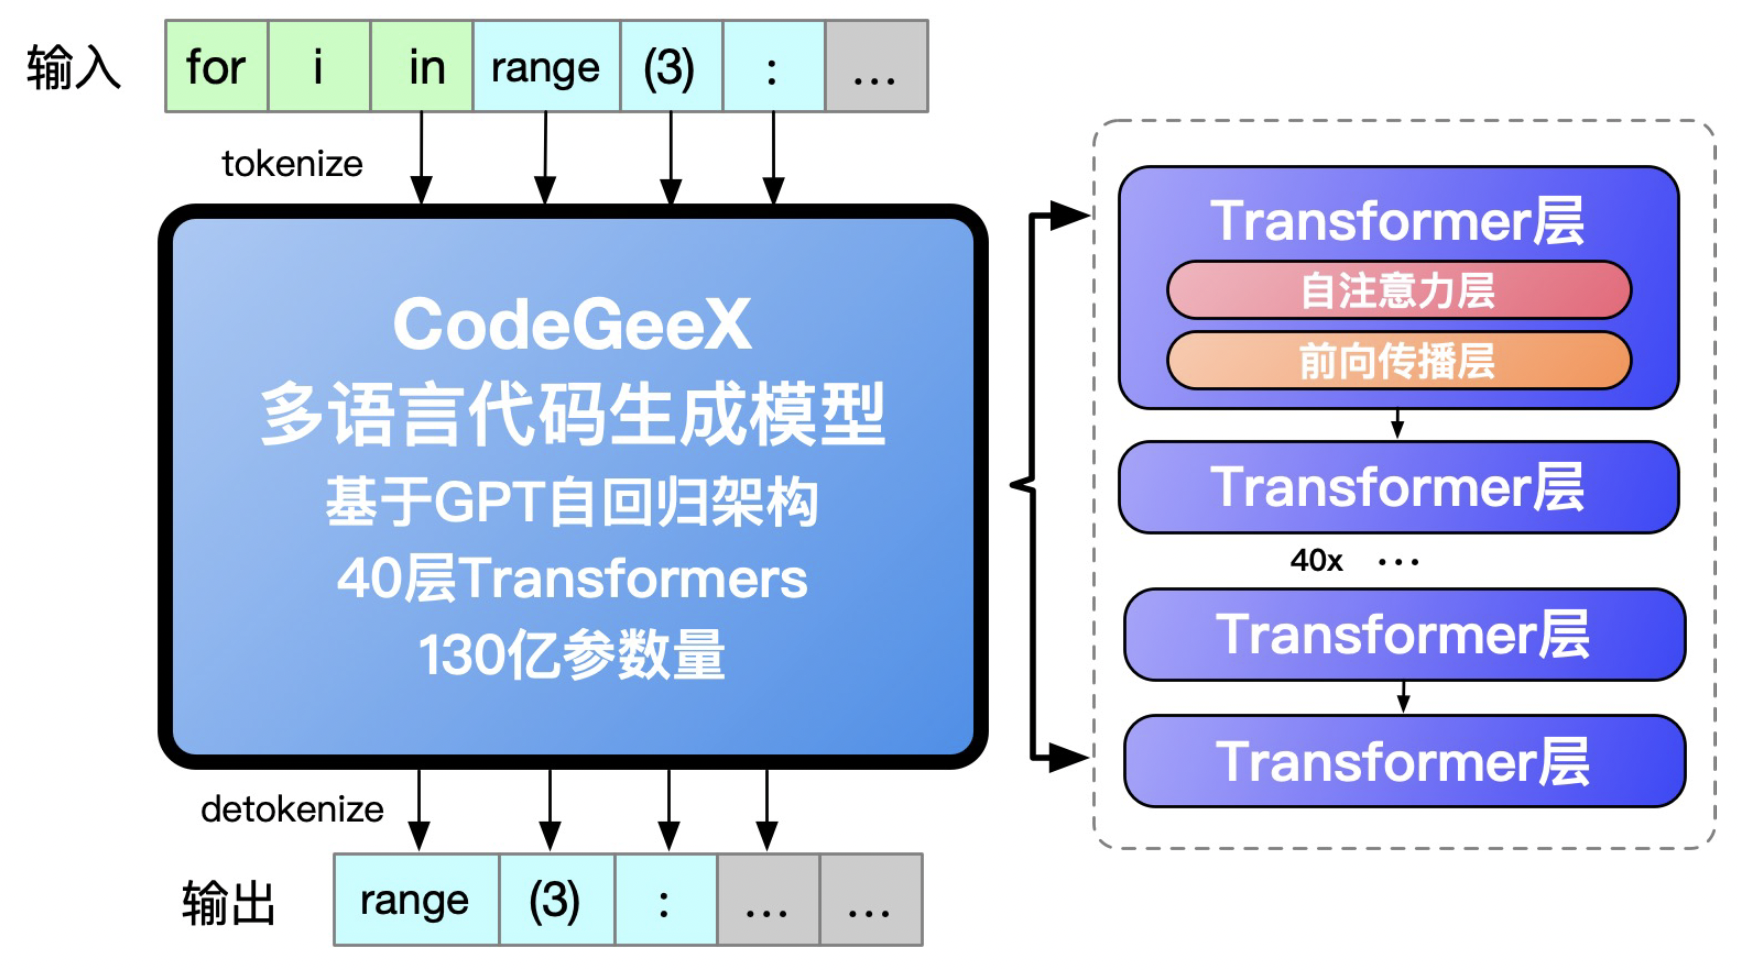 输入 for i in range (3) : ...
tokenize
CodeGeeX
多语言代码生成模型
基于GPT自回归架构
40层Transformers
130亿参数量
detokenize
输出 range (3) : ... ...
Transformer层
自注意力层
前向传播层
Transformer层
40x ...
Transformer层
Transformer层